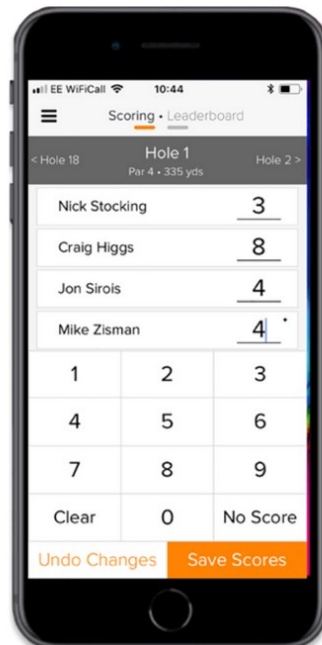 EE WiFiCall 10:44
Scoring • Leaderboard
< Hole 18 Hole 1 Hole 2 >
Par 4 • 335 yds
Nick Stocking 3
Craig Higgs 8
Jon Sirois 4
Mike Zisman 4
1 2 3
4 5 6
7 8 9
Clear 0 No Score
Undo Changes Save Scores